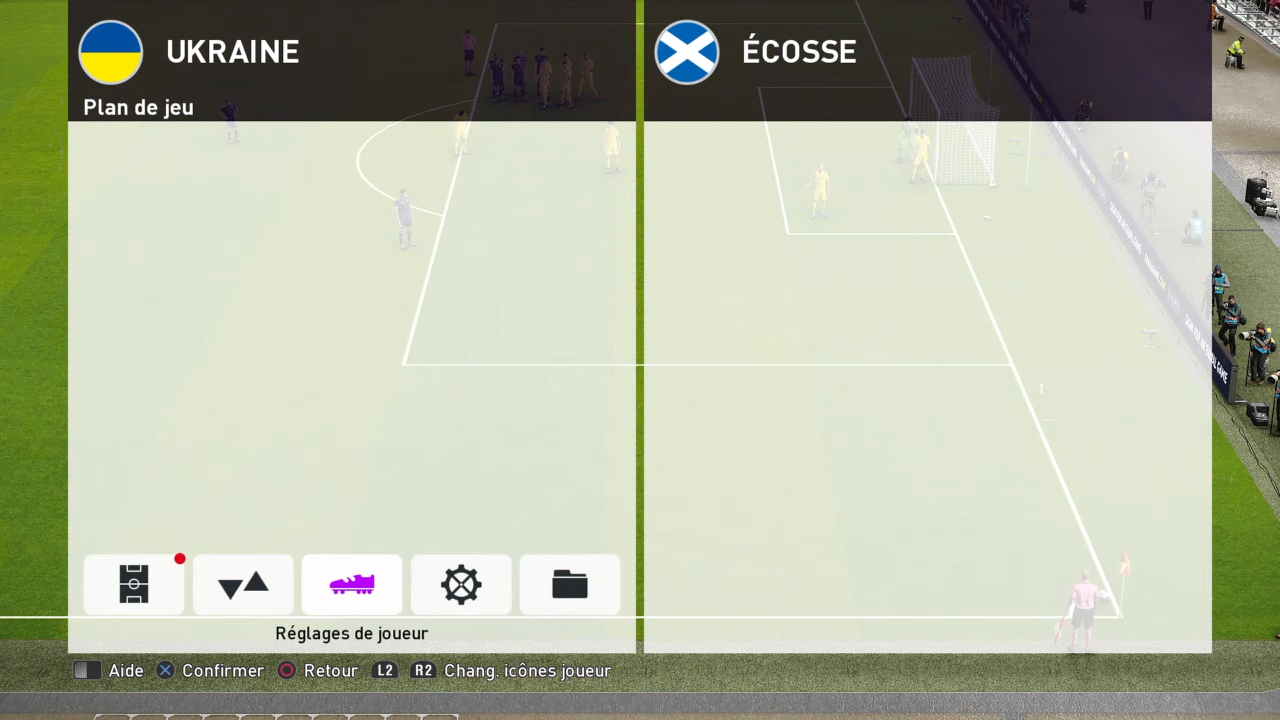 UKRAINE
ÉCOSSE
Plan de jeu
Réglages de joueur
Aide Confirmer Retour L2 R2 Chang. icônes joueur